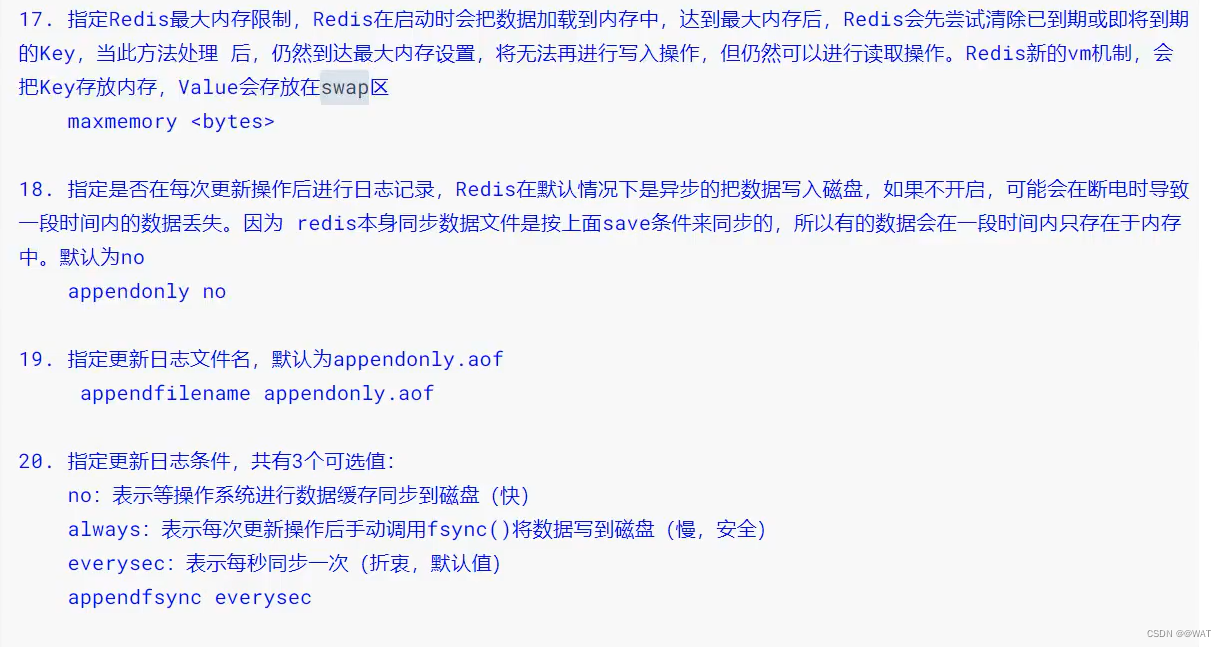 17. 指定Redis最大内存限制，Redis在启动时会把数据加载到内存中，达到最大内存后，Redis会先尝试清除已到期或即将到期
的Key，当此方法处理 后，仍然到达最大内存设置，将无法再进行写入操作，但仍然可以进行读取操作。Redis新的vm机制，会
把Key存放内存，Value会存放在swap区
maxmemory <bytes>
18. 指定是否在每次更新操作后进行日志记录，Redis在默认情况下是异步的把数据写入磁盘，如果不开启，可能会在断电时导致
一段时间内的数据丢失。因为 redis本身同步数据文件是按上面save条件来同步的，所以有的数据会在一段时间内只存在于内存
中。默认为no
appendonly no
19. 指定更新日志文件名，默认为appendonly.aof
appendfilename appendonly.aof
20. 指定更新日志条件，共有3个可选值：
no：表示等操作系统进行数据缓存同步到磁盘（快）
always：表示每次更新操作后手动调用fsync()将数据写到磁盘（慢，安全）
everysec：表示每秒同步一次（折衷，默认值）
appendfsync everysec
CSDN @@WAT